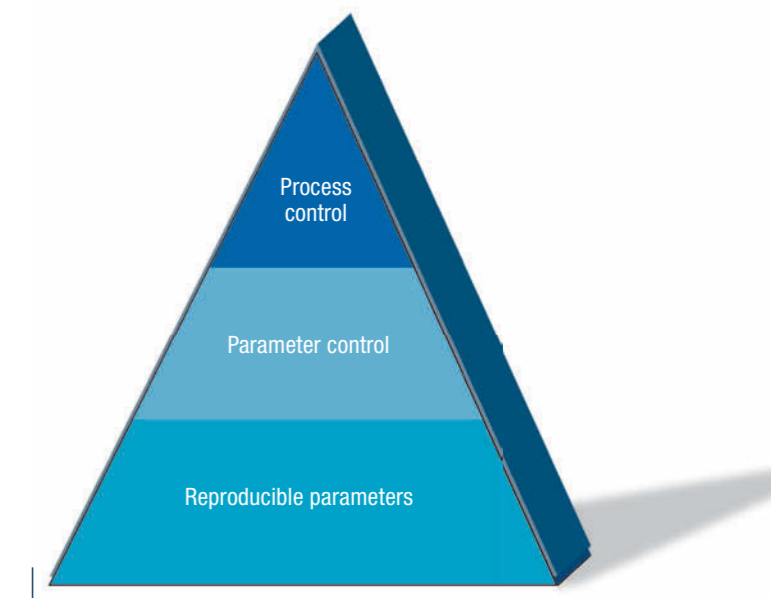 Process
control
Parameter control
Reproducible parameters